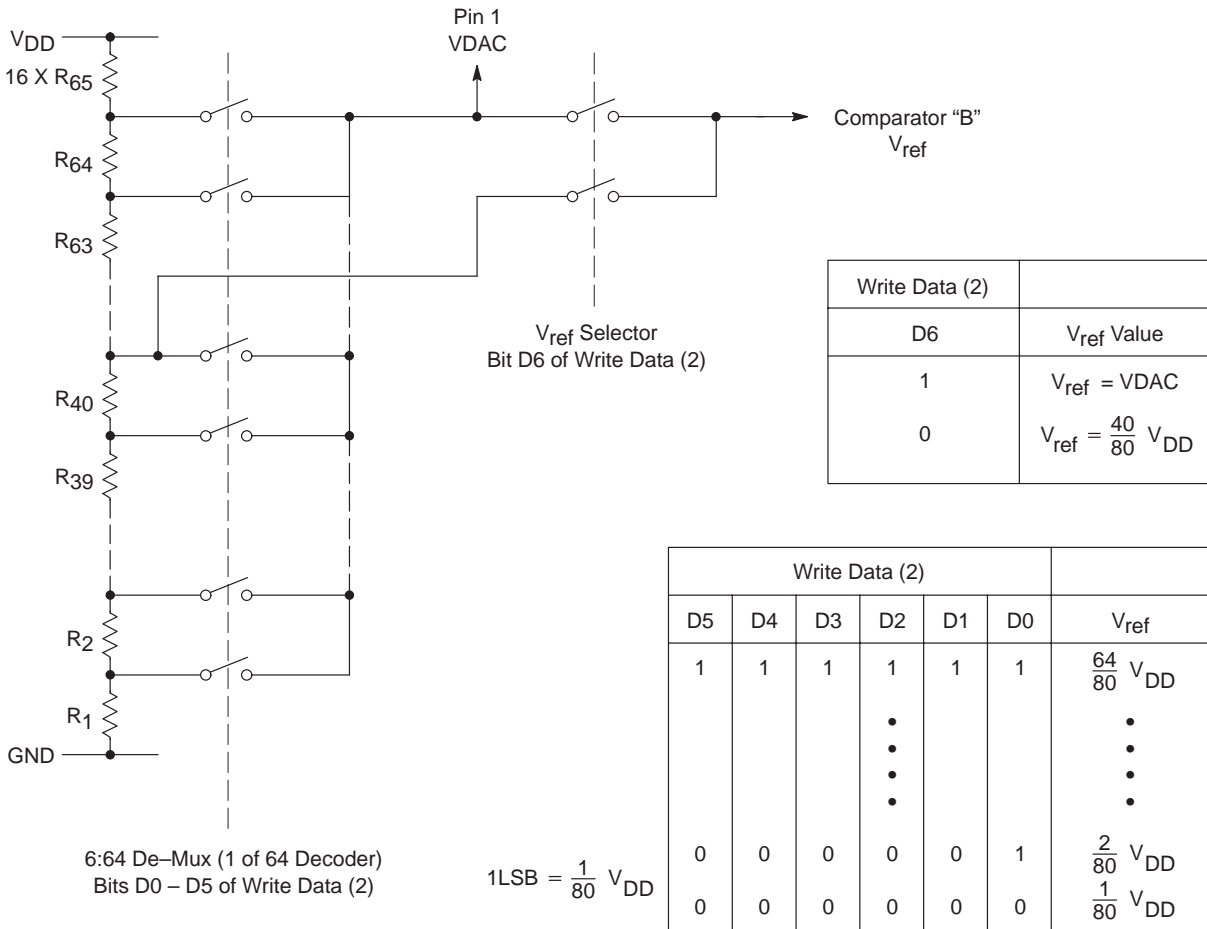 Pin 1
VDAC
VDD
16 X R65
R64
R63
R40
R39
R2
R1
GND
Comparator “B”
Vref
Vref Selector
Bit D6 of Write Data (2)
Write Data (2)
D6 Vref Value
1 Vref = VDAC
0 Vref = 40/80 VDD
6:64 De–Mux (1 of 64 Decoder)
Bits D0 – D5 of Write Data (2)
1LSB = 1/80 VDD
Write Data (2)
D5 D4 D3 D2 D1 D0 Vref
1 1 1 1 1 1 64/80 VDD
• •
• •
• •
• •
0 0 0 0 0 1 2/80 VDD
0 0 0 0 0 0 1/80 VDD